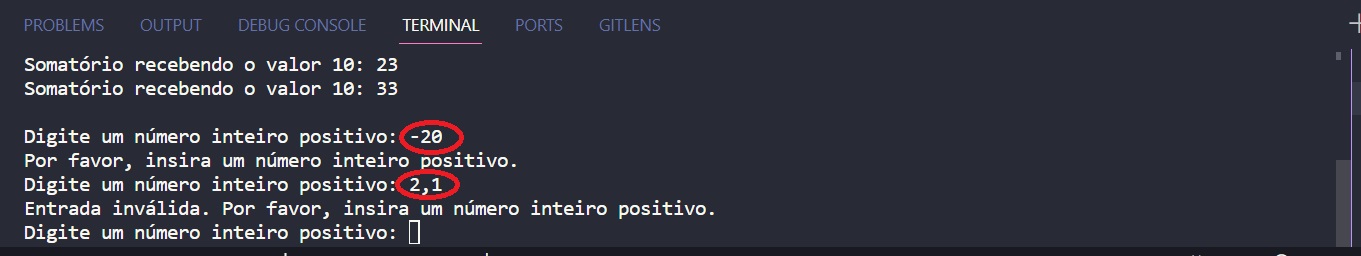 PROBLEMS OUTPUT DEBUG CONSOLE TERMINAL PORTS GITLENS
Somatório recebendo o valor 10: 23
Somatório recebendo o valor 10: 33
Digite um número inteiro positivo: -20
Por favor, insira um número inteiro positivo.
Digite um número inteiro positivo: 2,1
Entrada inválida. Por favor, insira um número inteiro positivo.
Digite um número inteiro positivo: